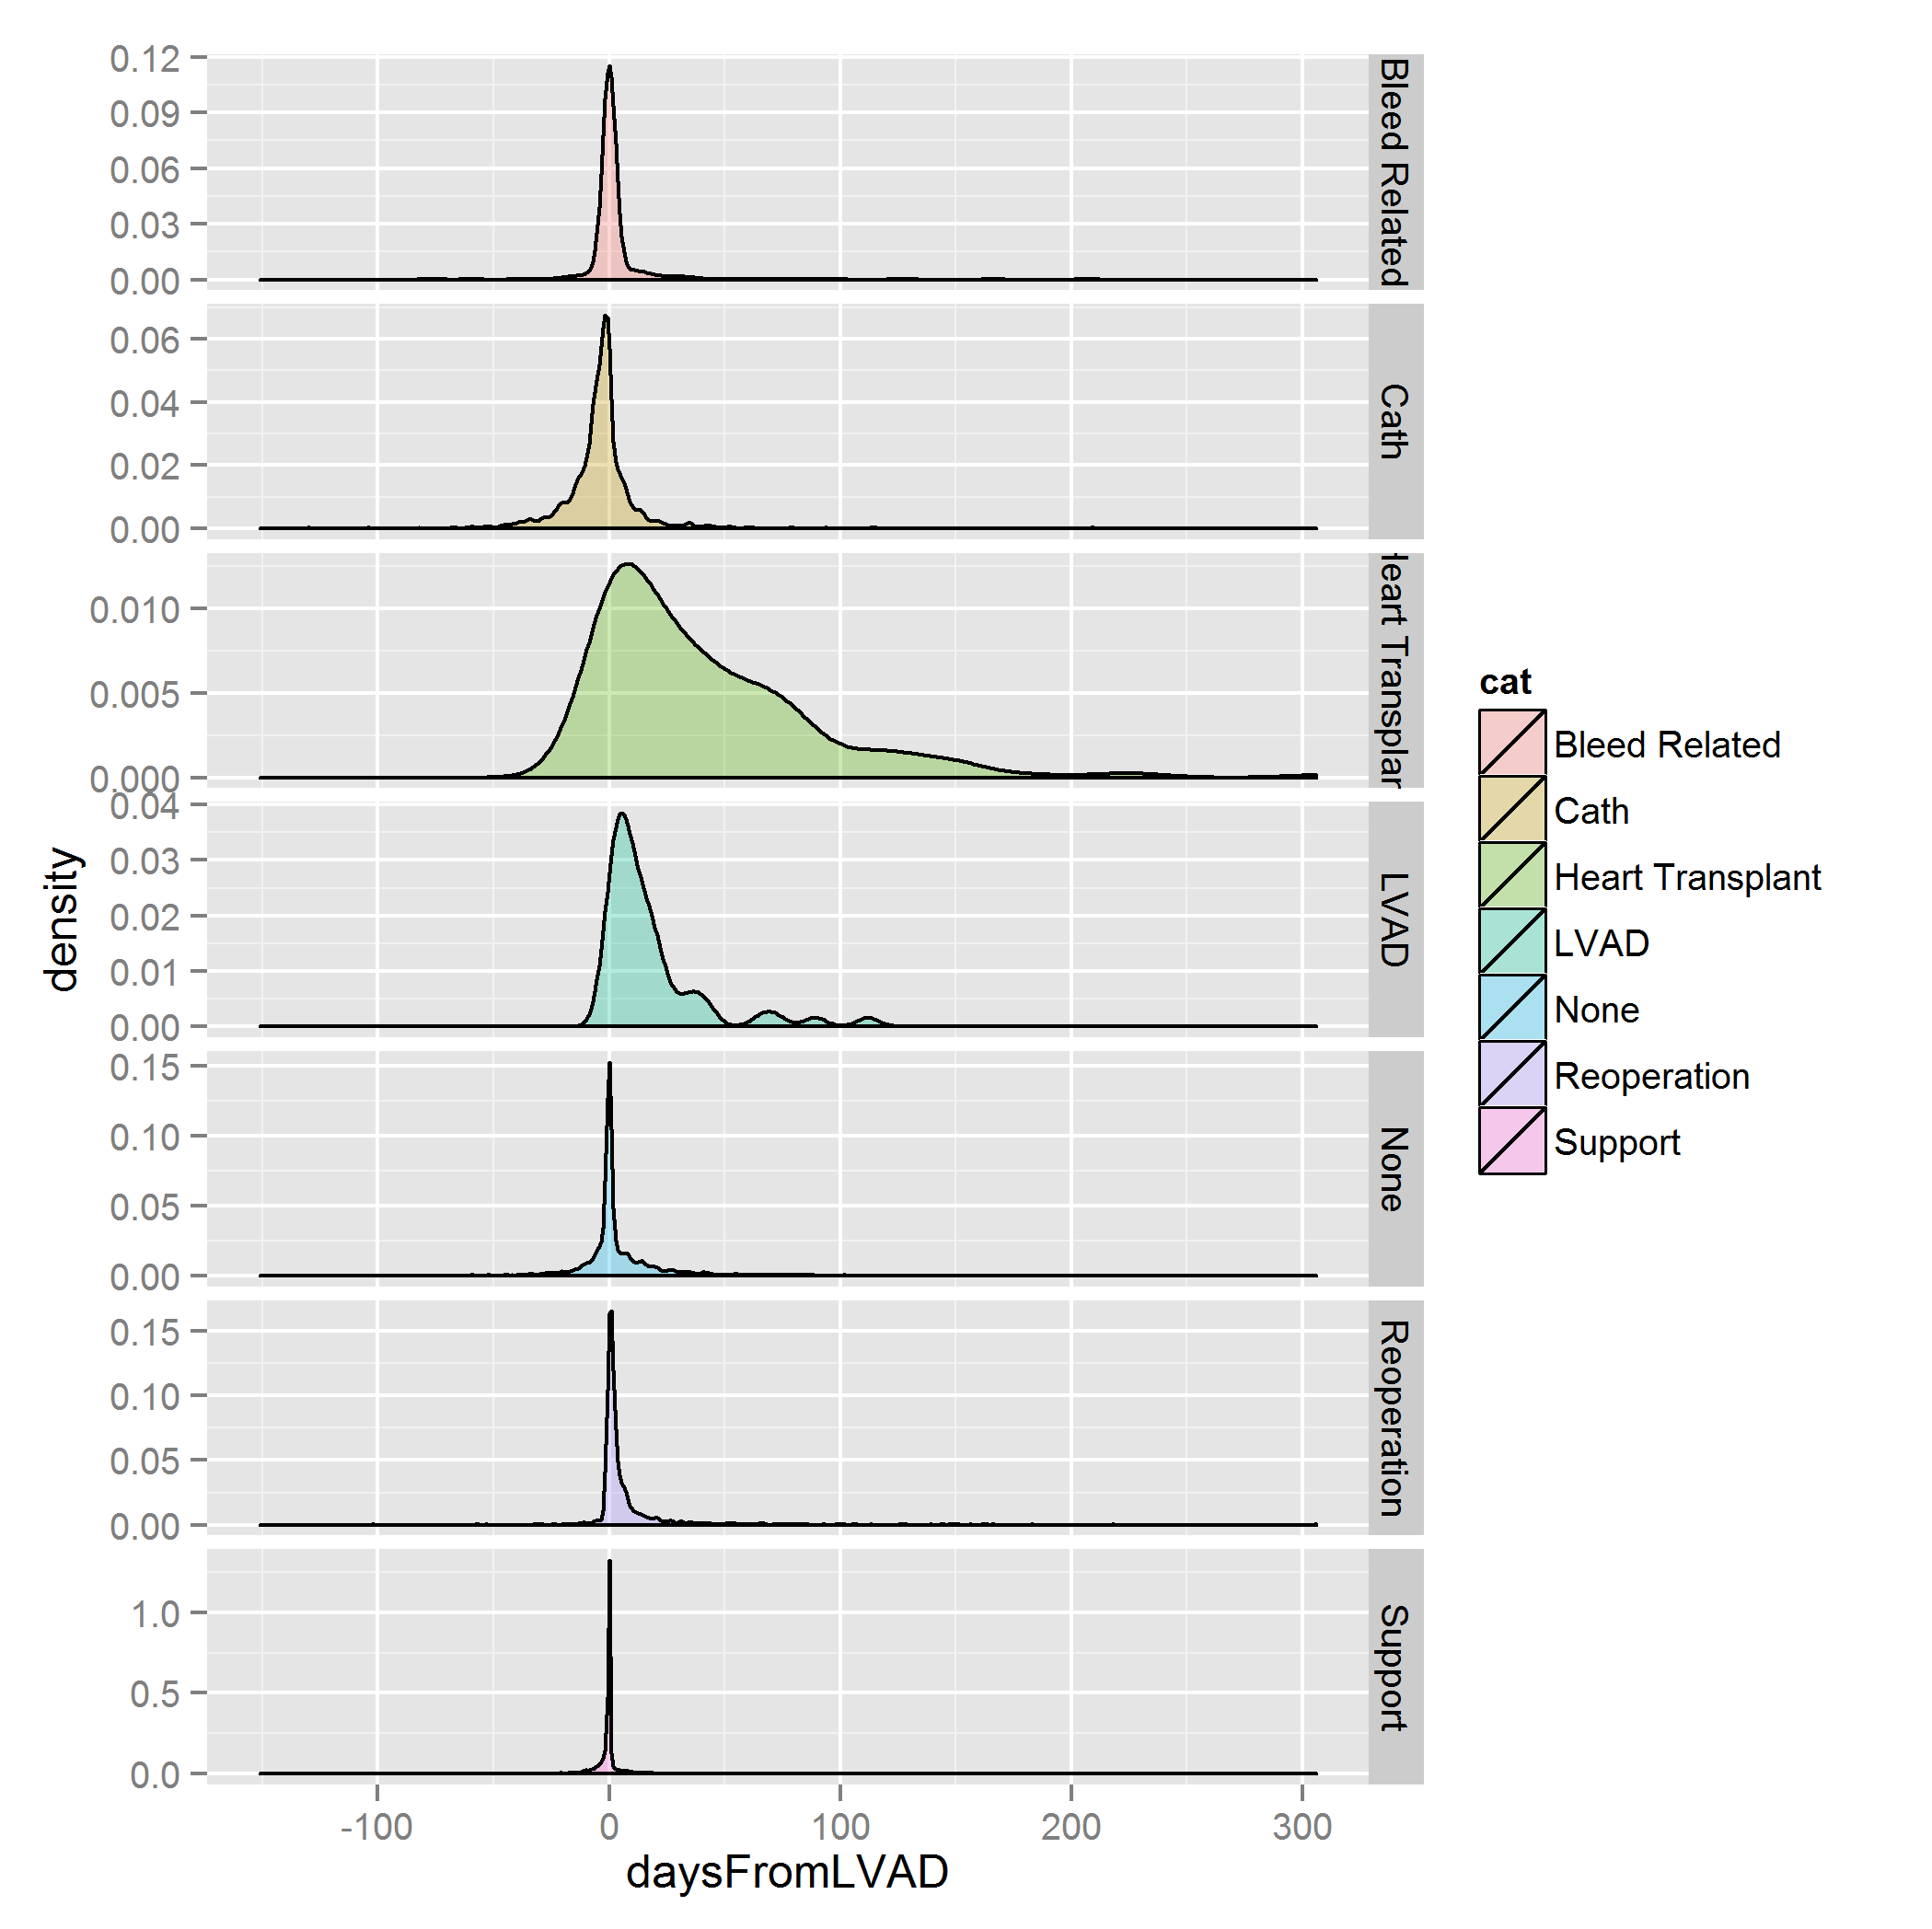 0.12
0.09
0.06
0.03
0.00
Bleed Related
0.06
0.04
0.02
0.00
Cath
0.010
0.005
0.000
Heart Transplan
0.04
0.03
0.02
0.01
0.00
LVAD
0.15
0.10
0.05
0.00
None
0.15
0.10
0.05
0.00
Reoperation
1.0
0.5
0.0
Support
density
-100 0 100 200 300
daysFromLVAD
cat
Bleed Related
Cath
Heart Transplant
LVAD
None
Reoperation
Support